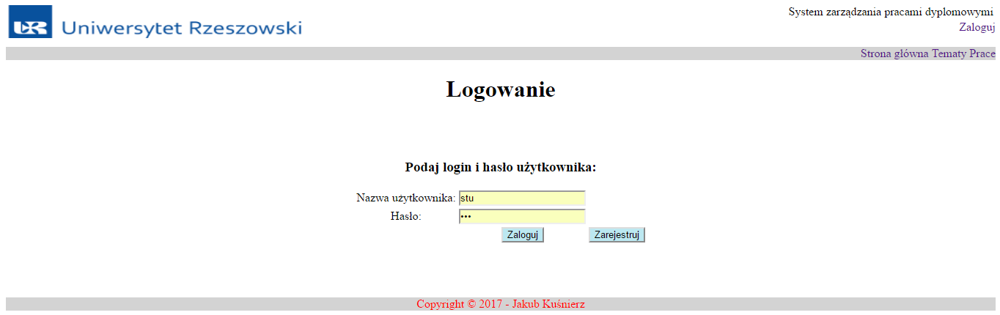 UR Uniwersytet Rzeszowski
System zarządzania pracami dyplomowymi
Zaloguj
Strona główna Tematy Prace
Logowanie
Podaj login i hasło użytkownika:
Nazwa użytkownika: stu
Hasło: •••
Zaloguj Zarejestruj
Copyright © 2017 - Jakub Kuśnierz